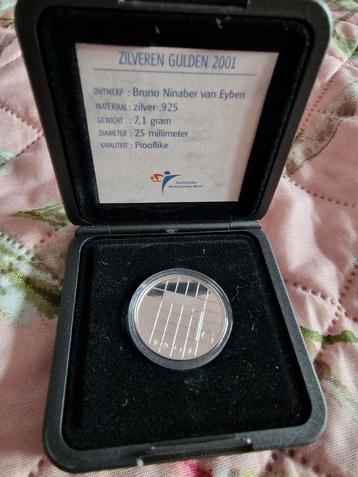 ZILVEREN GULDEN 2001
ONTWERP : Bruno Ninaber van Eyben
MATERIAAL : zilver .925
GEWICHT : 7,1 gram
DIAMETER : 25 millimeter
KWALITEIT : Prooflike
Koninklijke
Nederlandse Munt